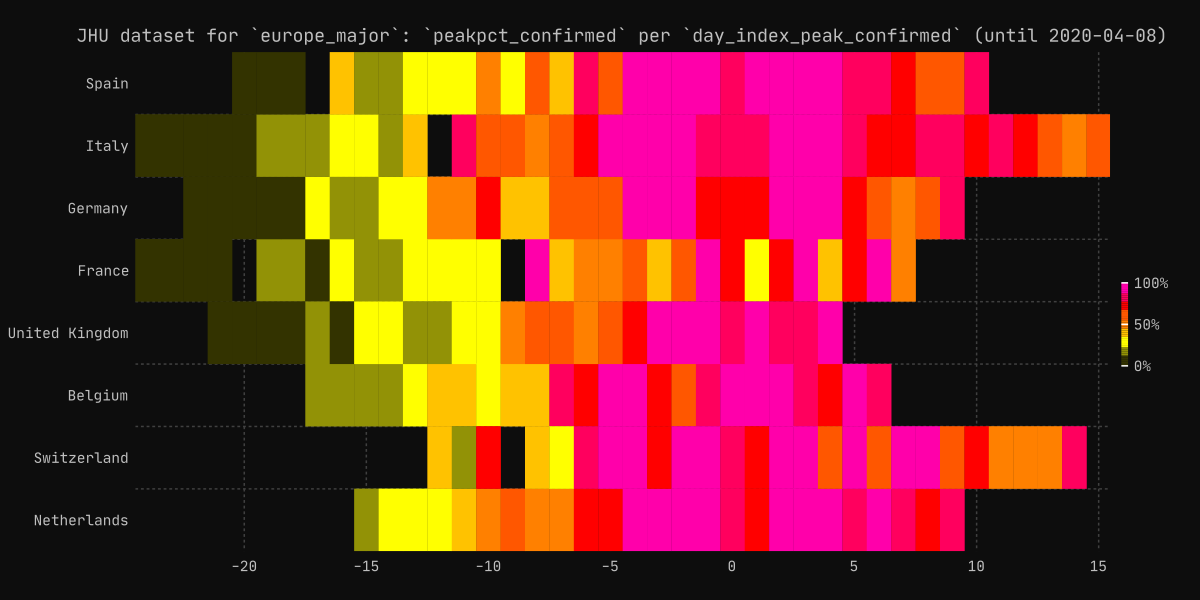 JHU dataset for `europe_major`: `peakpct_confirmed` per `day_index_peak_confirmed` (until 2020-04-08)
Spain
Italy
Germany
France
United Kingdom
Belgium
Switzerland
Netherlands
100%
50%
0%
−20 −15 −10 −5 0 5 10 15